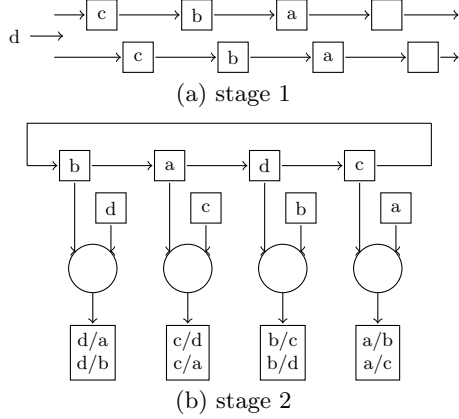 c b a
d
c b a
(a) stage 1
b a d c
d c b a
d/a c/d b/c a/b
d/b c/a b/d a/c
(b) stage 2